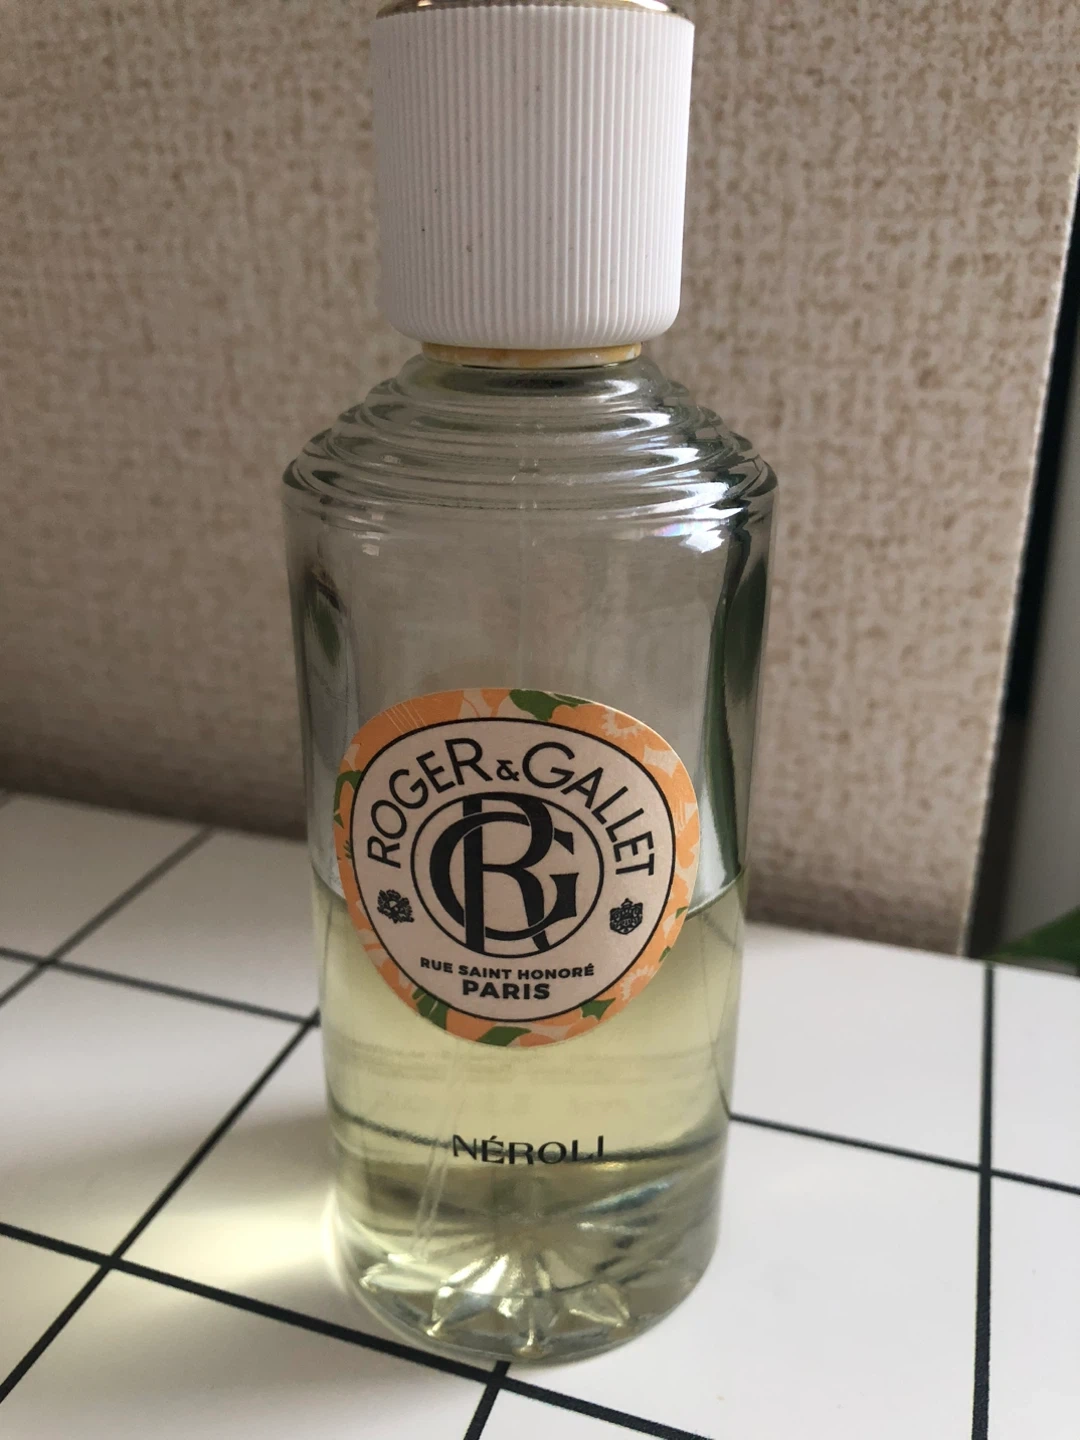 ROGER & GALLET
RG
RUE SAINT HONORÉ
PARIS
NÉROLI